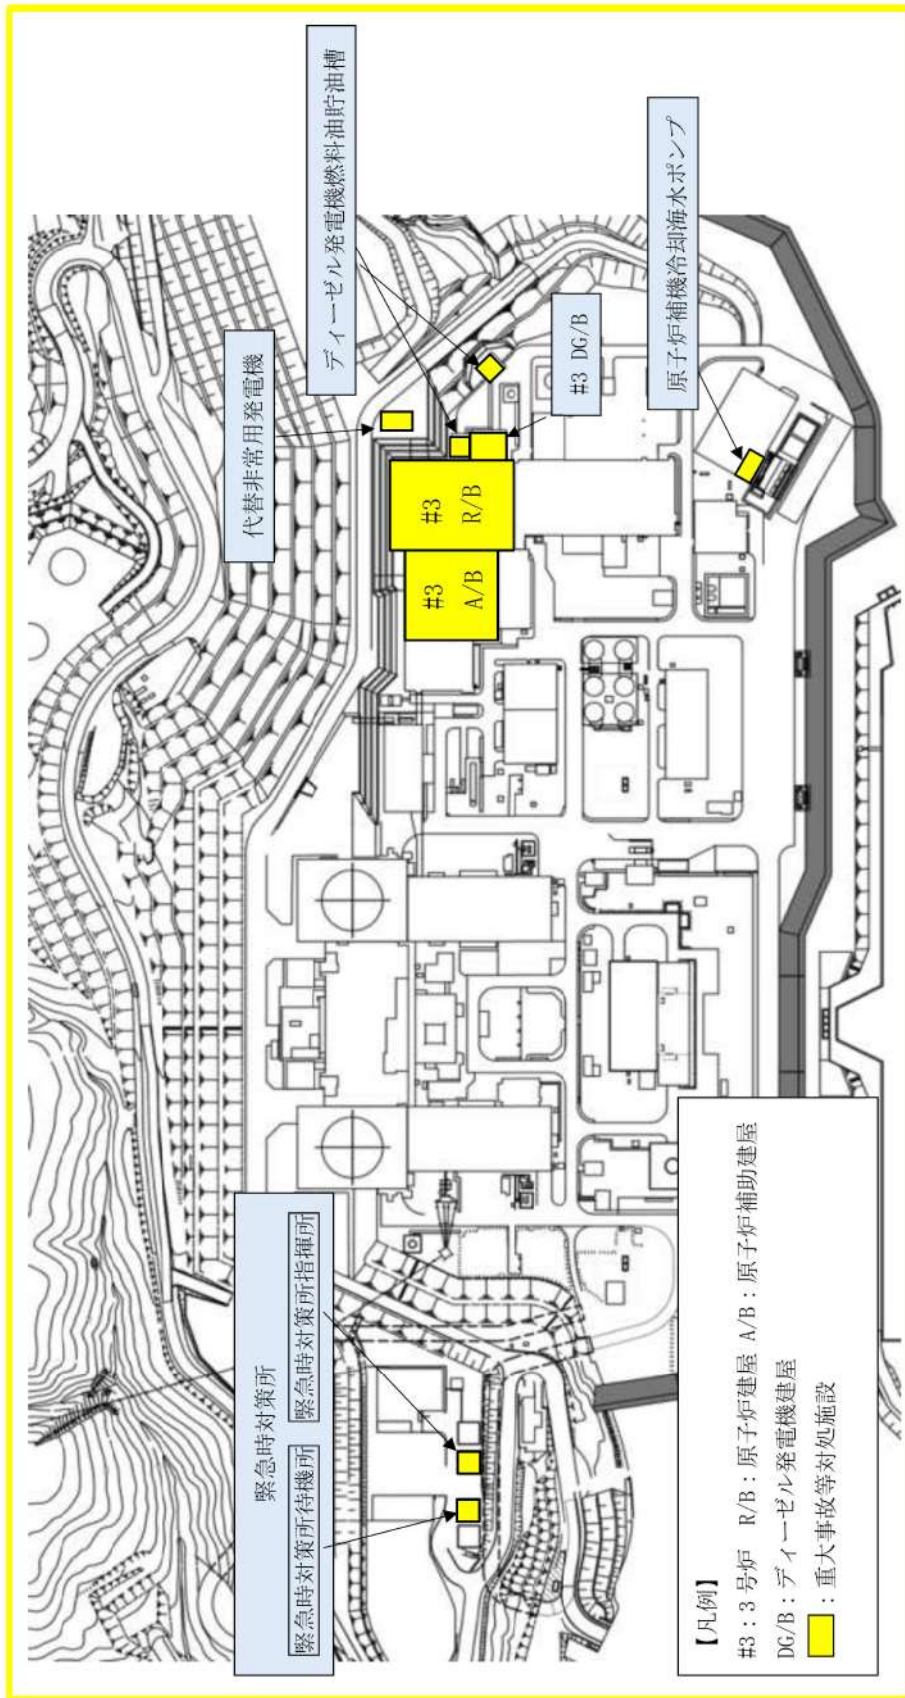 緊急時対策所
緊急時対策所待機所
緊急時対策所指揮所
代替非常用発電機
ディーゼル発電機燃料油貯油槽
#3
A/B
#3
R/B
#3 DG/B
原子炉補機冷却海水ポンプ
【凡例】
#3：3 号炉　R/B：原子炉建屋 A/B：原子炉補助建屋
DG/B：ディーゼル発電機建屋
：重大事故等対処施設